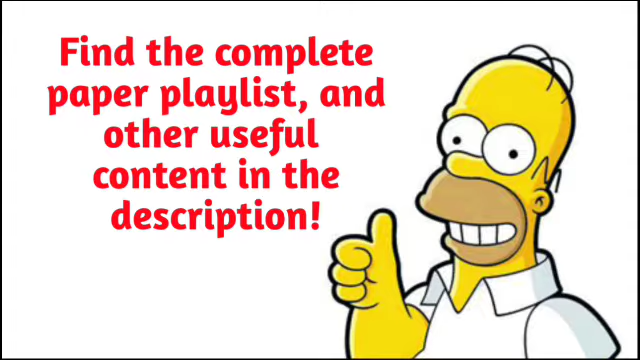 Find the complete
paper playlist, and
other useful
content in the
description!